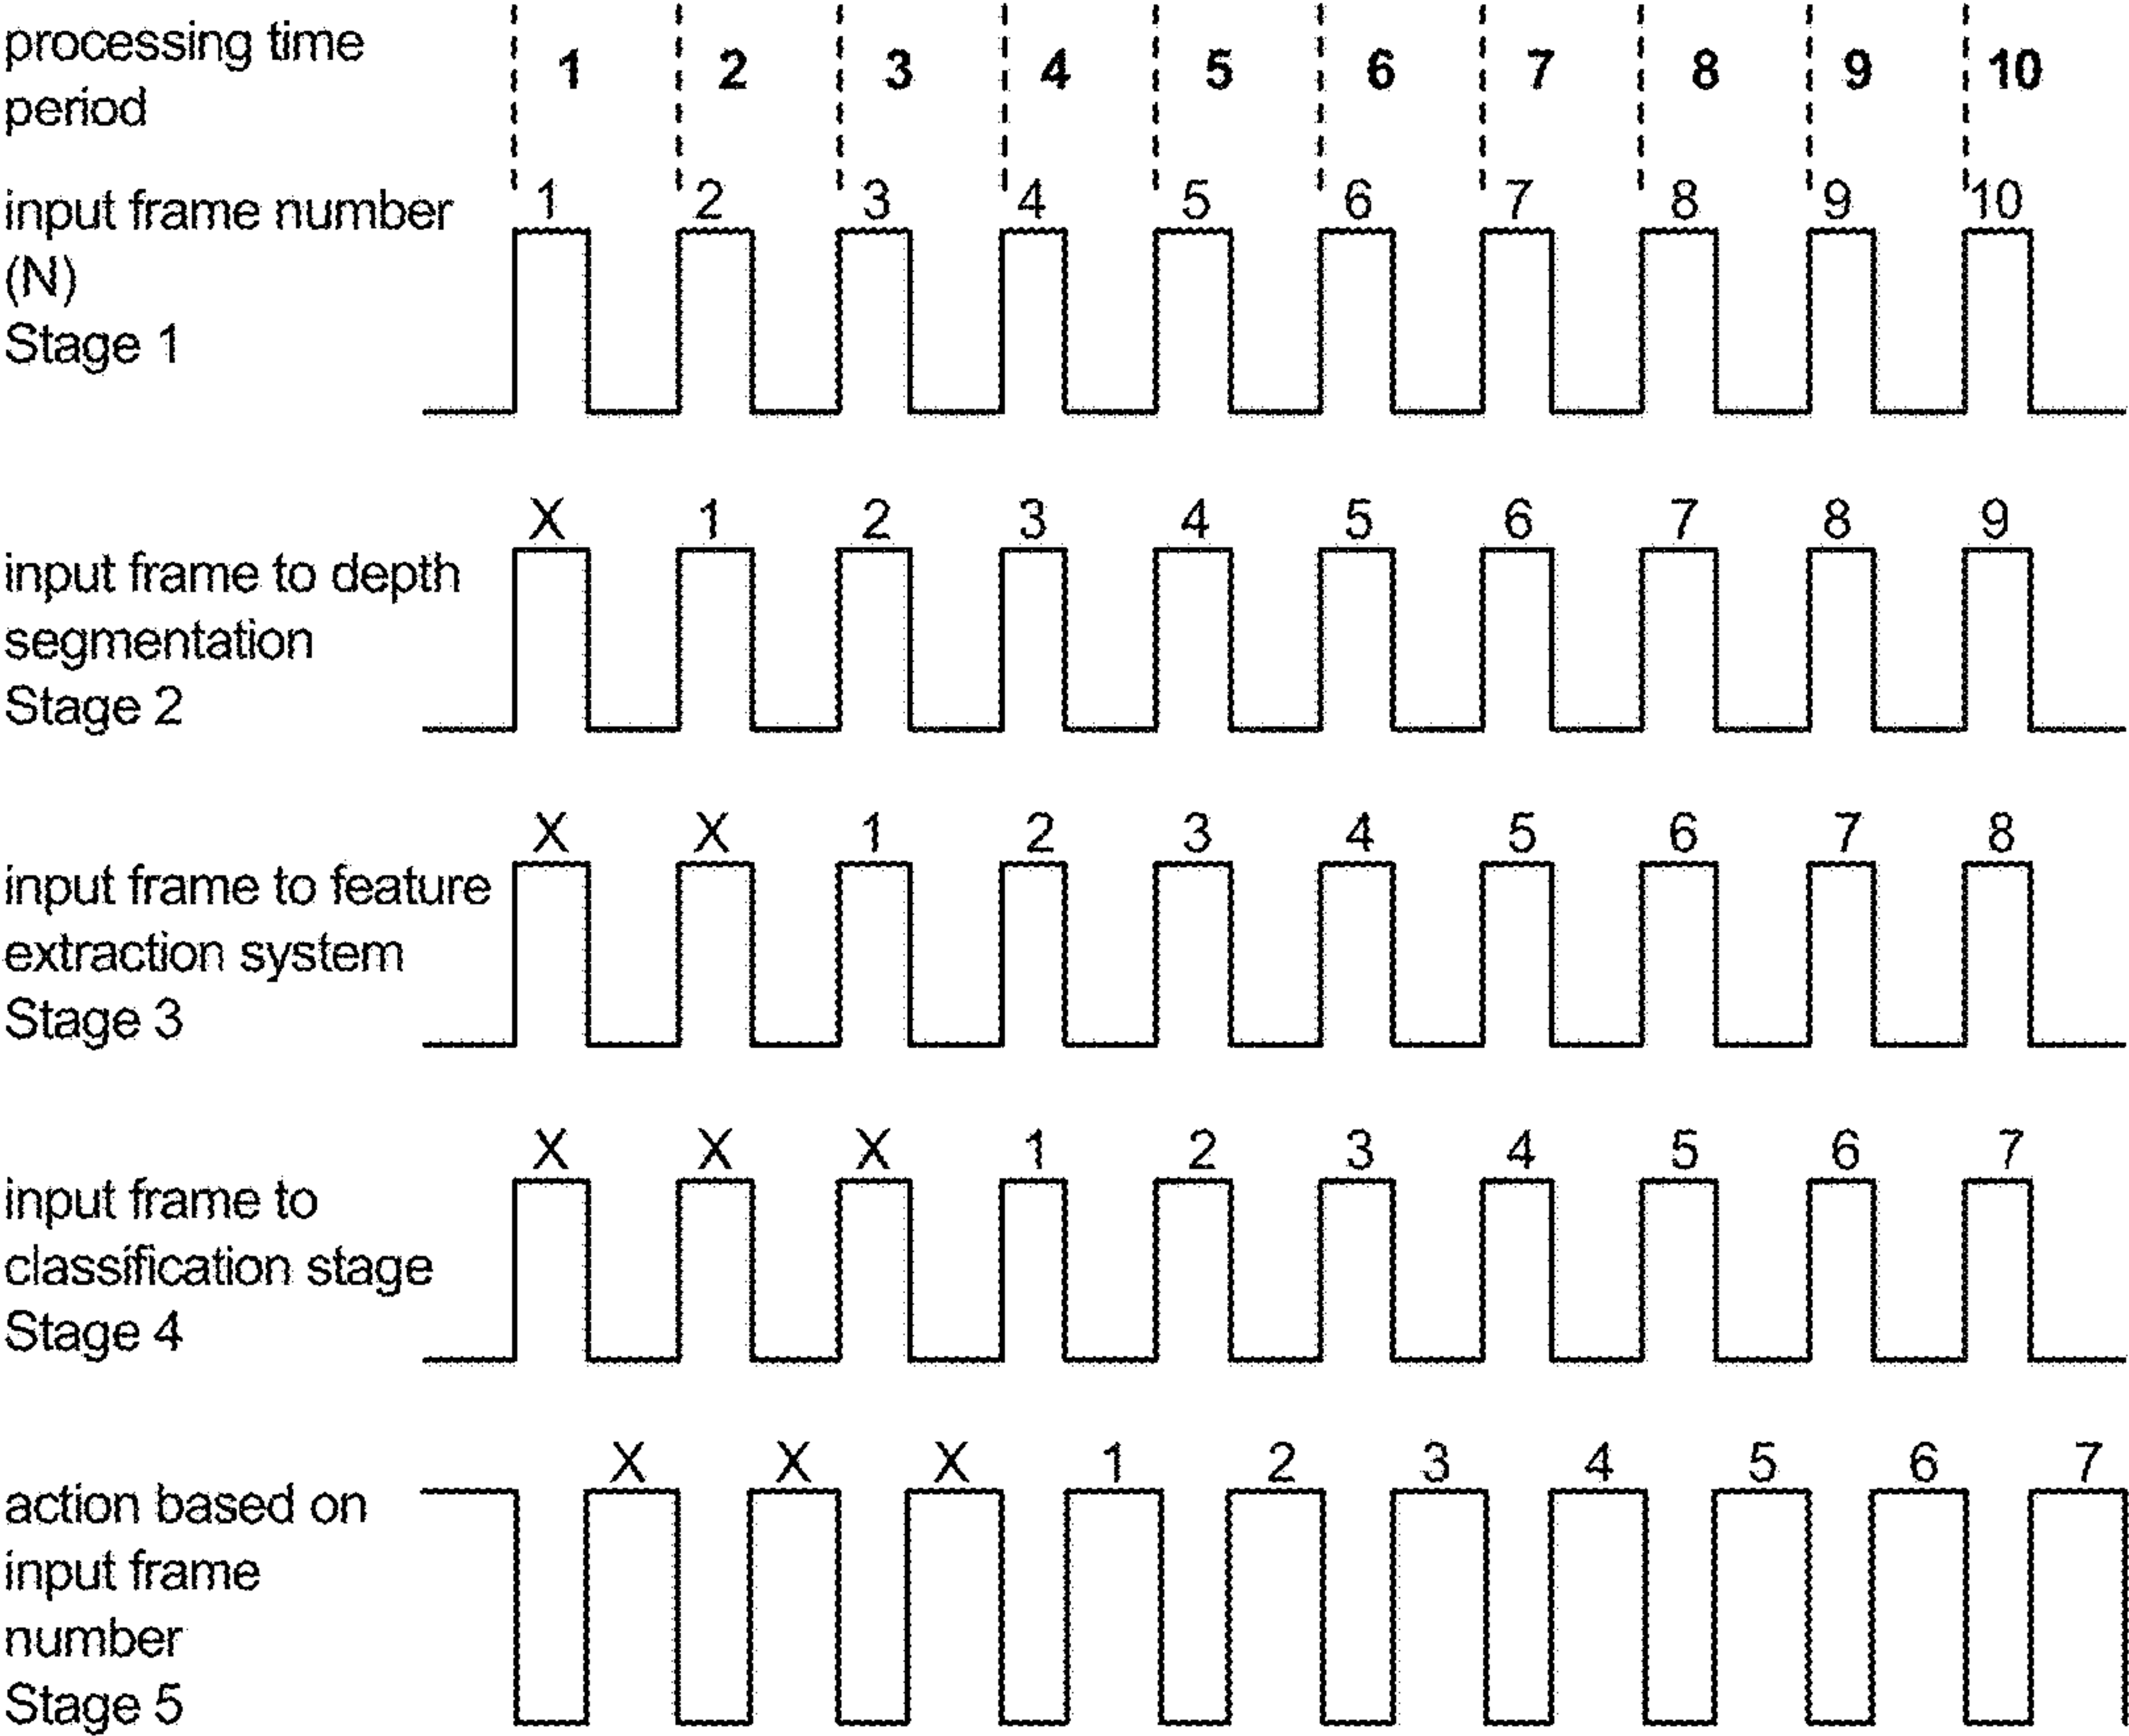 processing time
period
1 2 3 4 5 6 7 8 9 10
1 2 3 4 5 6 7 8 9 10
input frame number
(N)
Stage 1
X 1 2 3 4 5 6 7 8 9
input frame to depth
segmentation
Stage 2
X X 1 2 3 4 5 6 7 8
input frame to feature
extraction system
Stage 3
X X X 1 2 3 4 5 6 7
input frame to
classification stage
Stage 4
X X X 1 2 3 4 5 6 7
action based on
input frame
number
Stage 5